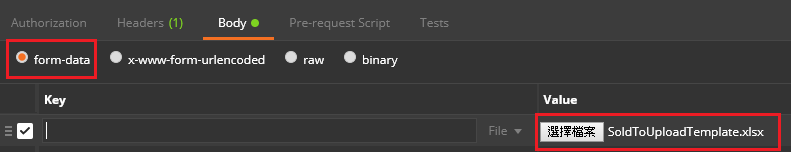 Authorization Headers (1) Body Pre-request Script Tests
form-data x-www-form-urlencoded raw binary
Key Value
File 選擇檔案 SoldToUploadTemplate.xlsx